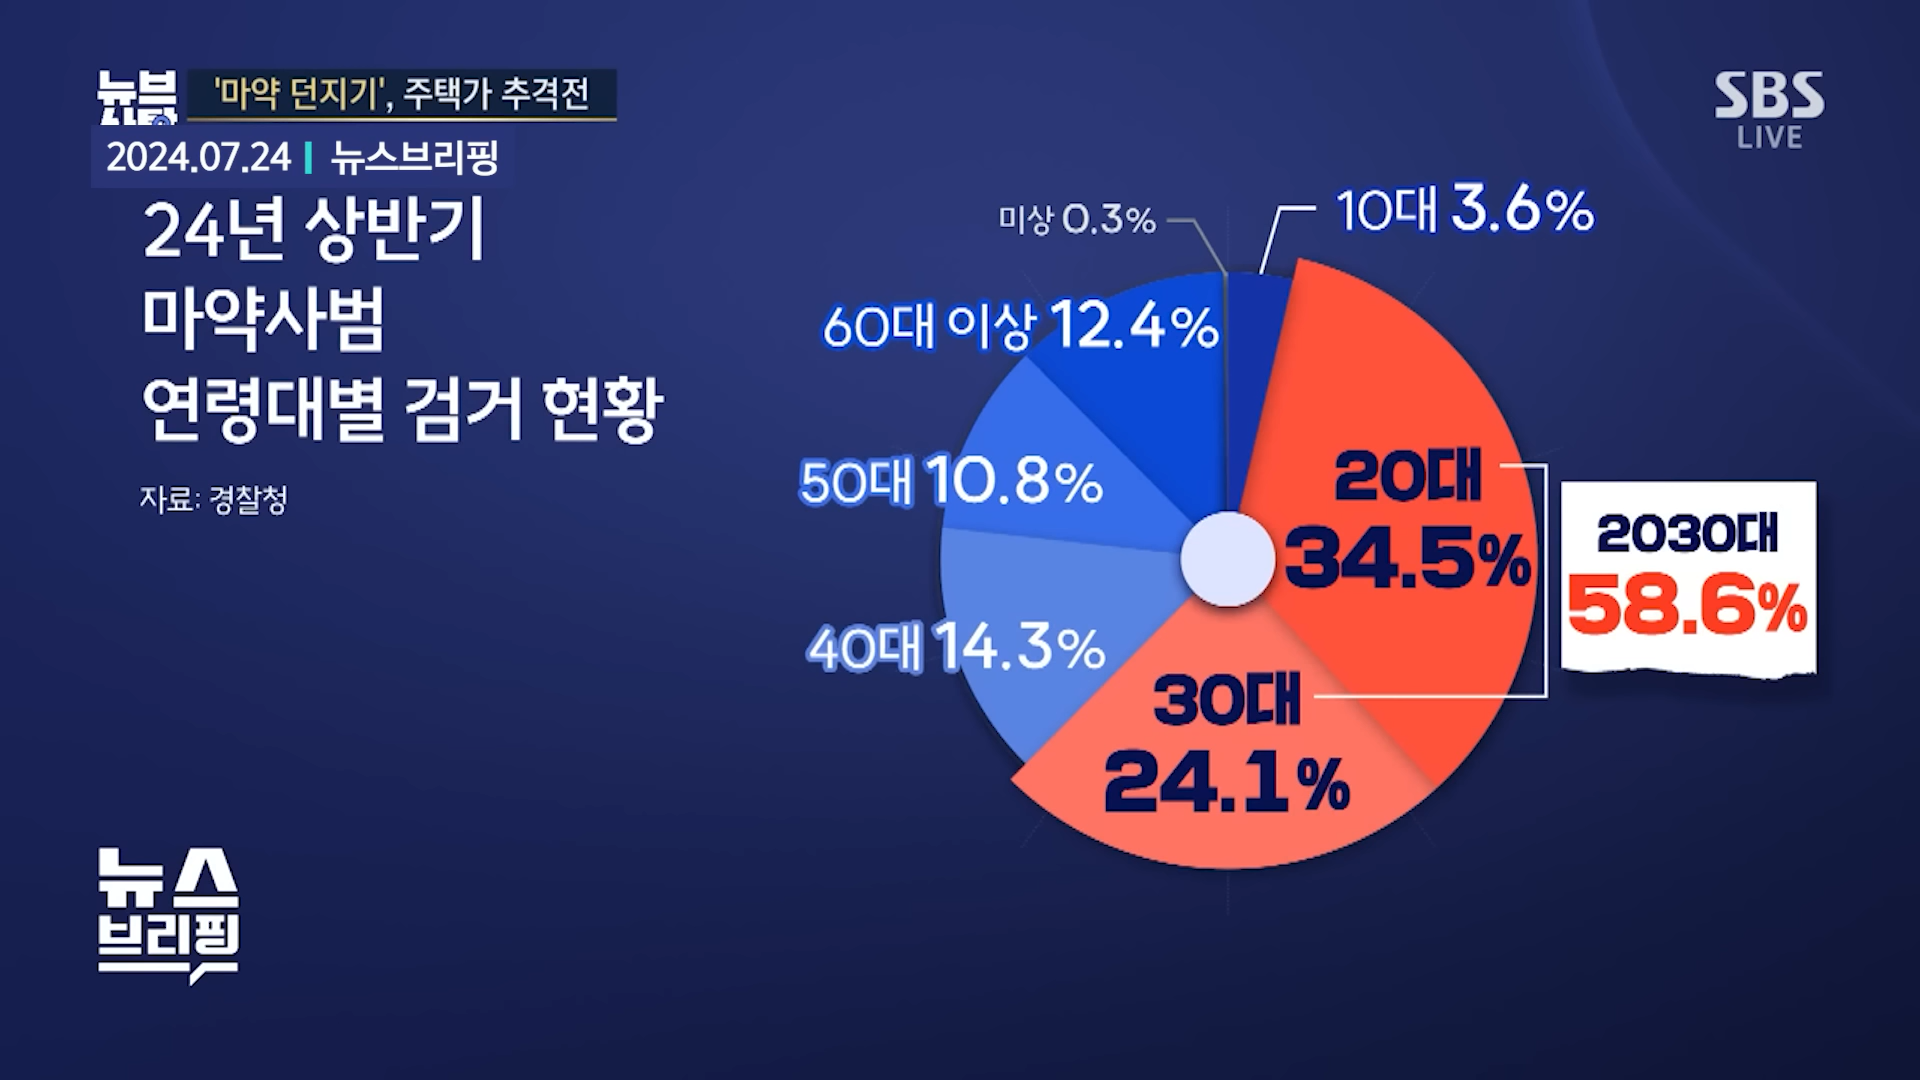 뉴브
'마약 던지기', 주택가 추격전
SBS
LIVE
2024.07.24 | 뉴스브리핑
24년 상반기
마약사범
연령대별 검거 현황
자료: 경찰청
미상 0.3%
10대 3.6%
60대 이상 12.4%
50대 10.8%
40대 14.3%
20대
34.5%
30대
24.1%
2030대
58.6%
뉴스
브리핑